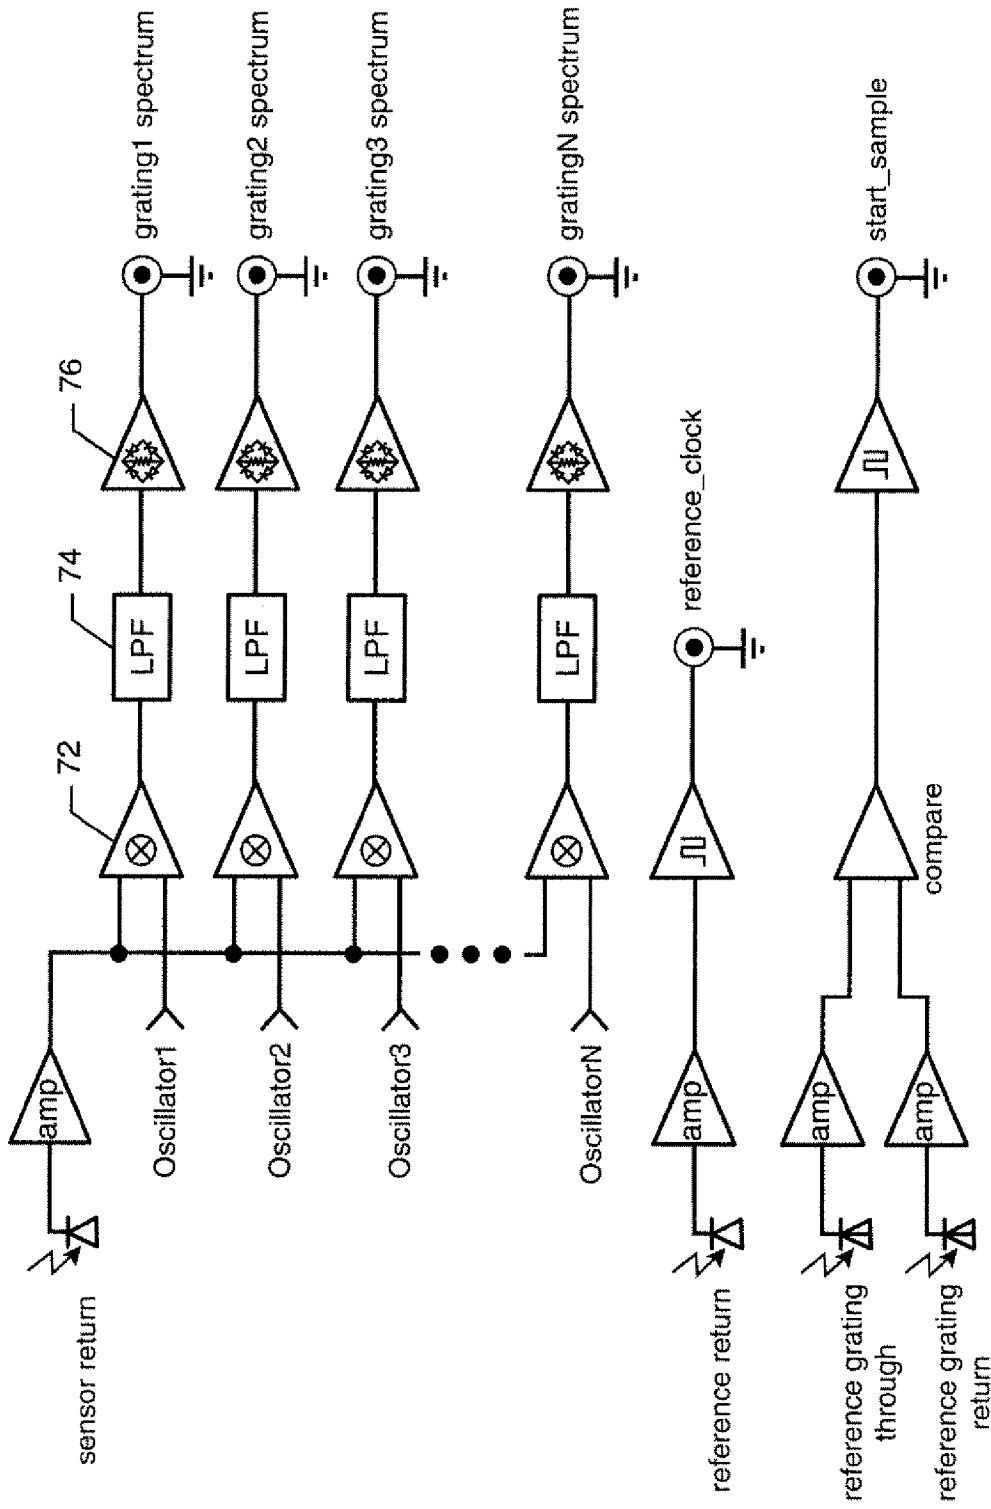 sensor return
amp
Oscillator1
Oscillator2
Oscillator3
OscillatorN
72
74
76
LPF
LPF
LPF
LPF
grating1 spectrum
grating2 spectrum
grating3 spectrum
gratingN spectrum
reference return
amp
reference_clock
reference grating
through
amp
reference grating
return
amp
compare
start_sample